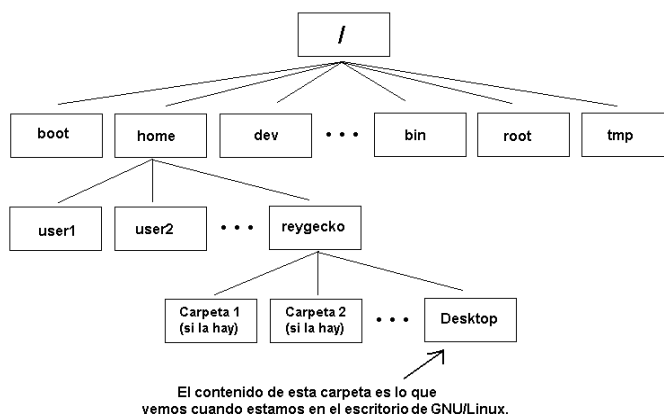 /
boot home dev • • • bin root tmp
user1 user2 • • • reygecko
Carpeta 1 Carpeta 2 • • • Desktop
(si la hay) (si la hay)
El contenido de esta carpeta es lo que
vemos cuando estamos en el escritorio de GNU/Linux.